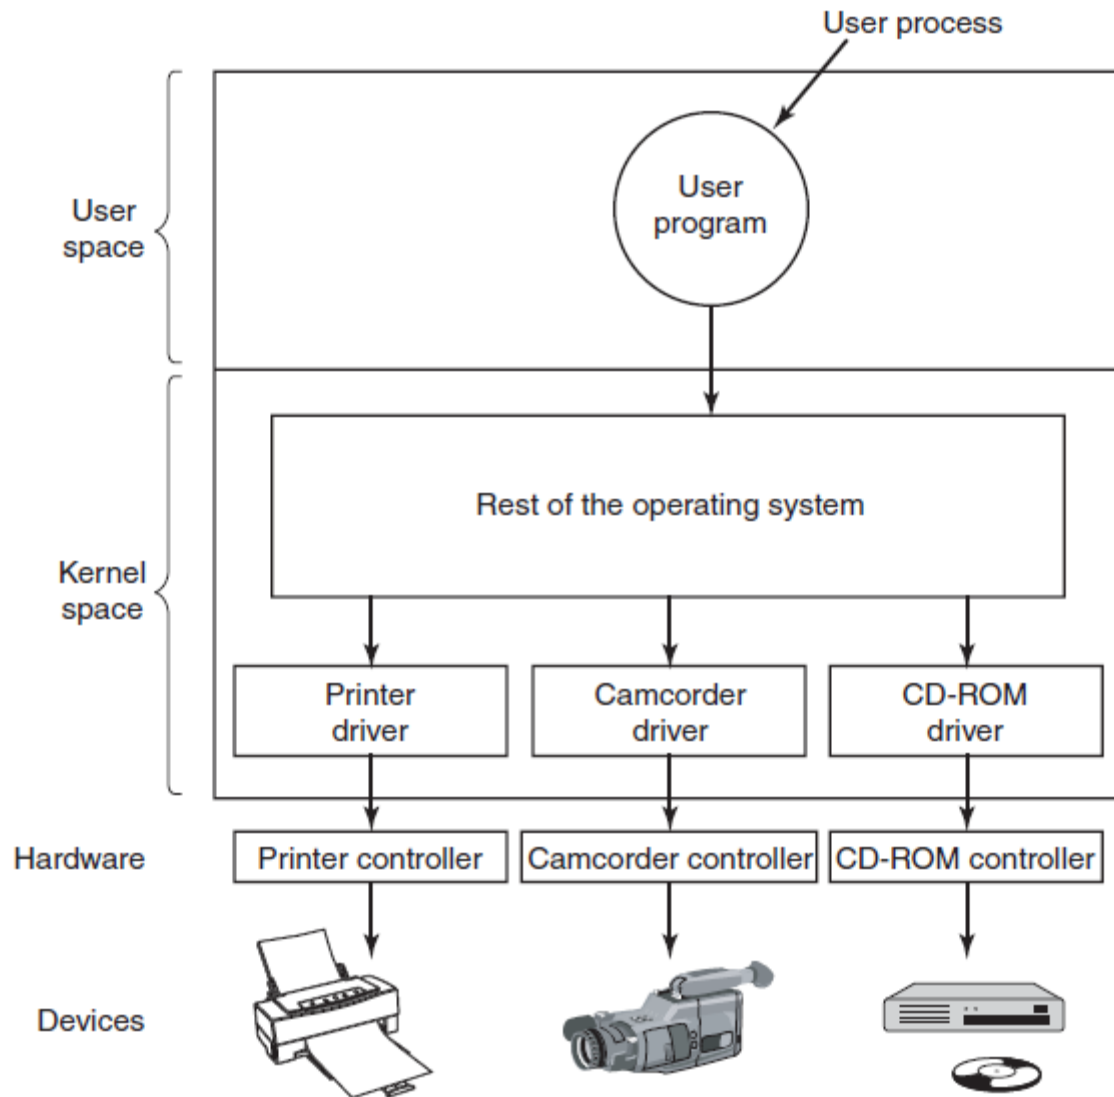 User process
User
program
User
space
Rest of the operating system
Kernel
space
Printer
driver
Camcorder
driver
CD-ROM
driver
Hardware
Printer controller
Camcorder controller
CD-ROM controller
Devices